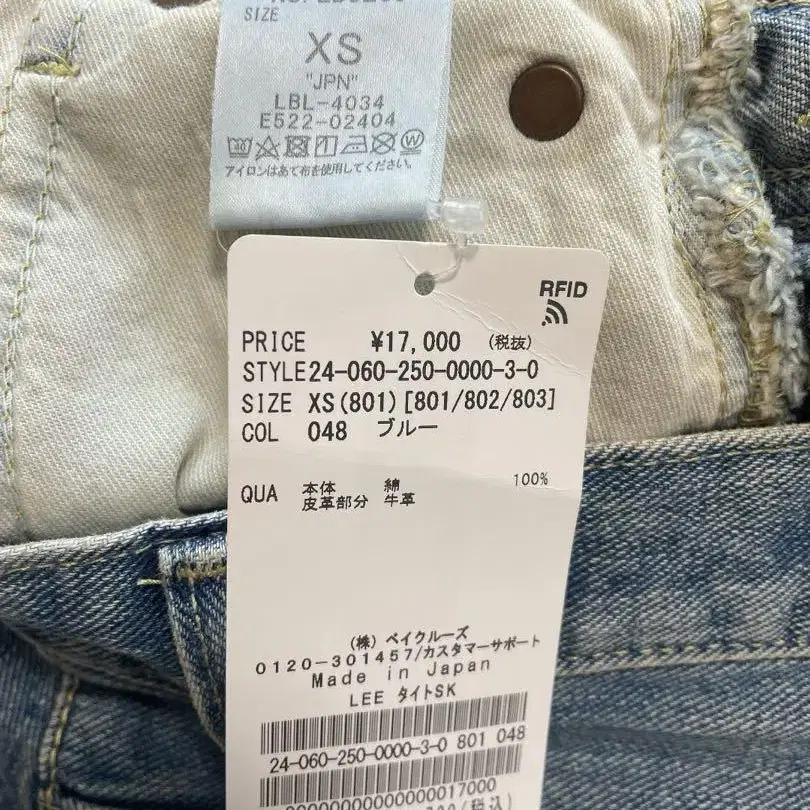 SIZE
XS
"JPN"
LBL-4034
E522-02404
アイロンはあて布を使用してください。
RFID
PRICE ¥17,000 (税抜)
STYLE24-060-250-0000-3-0
SIZE XS(801)[801/802/803]
COL 048 ブルー
QUA 本体 綿 100%
皮革部分 牛革
(株)ベイクルーズ
0120-301457/カスタマーサポート
Made in Japan
LEE タイトSK
24-060-250-0000-3-0 801 048
(税込)